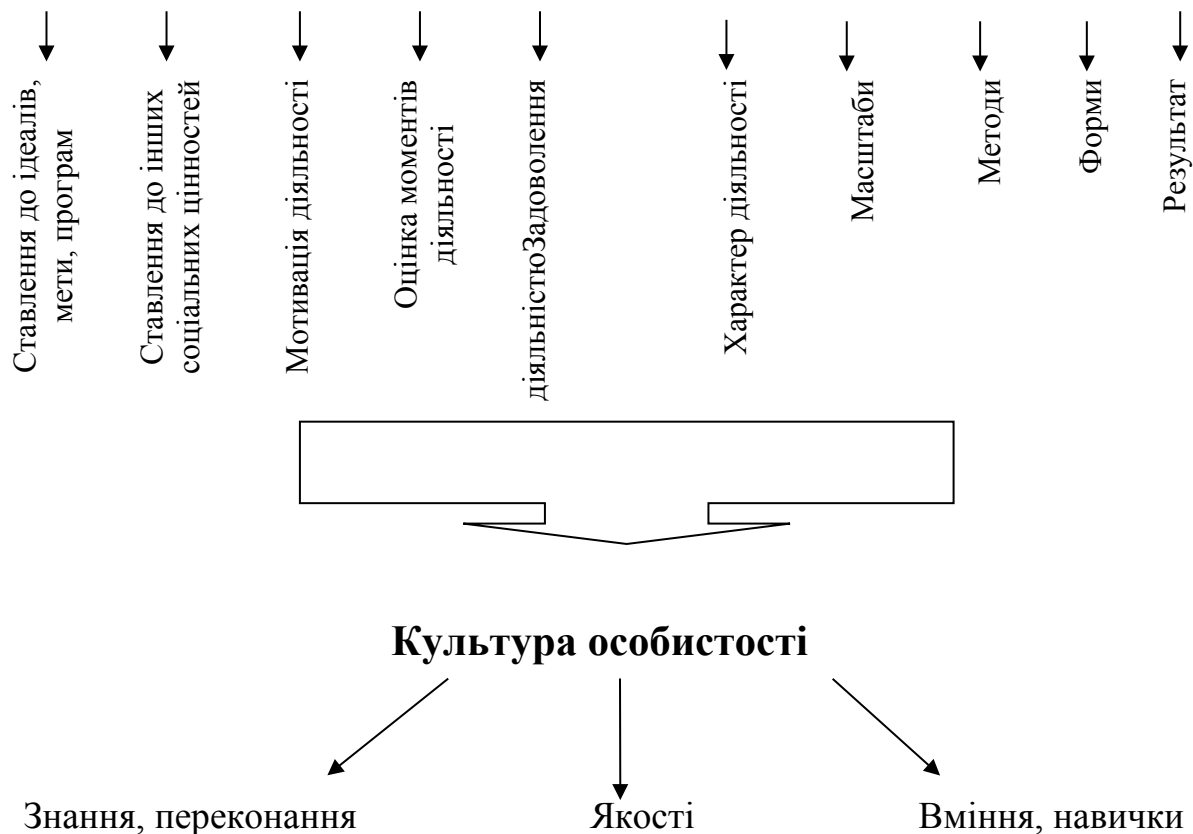 Ставлення до ідеалів,
мети, програм
Ставлення до інших
соціальних цінностей
Мотивація діяльності
Оцінка моментів
діяльності
діяльністюЗадоволення
Характер діяльності
Масштаби
Методи
Форми
Результат
Культура особистості
Знання, переконання
Якості
Вміння, навички